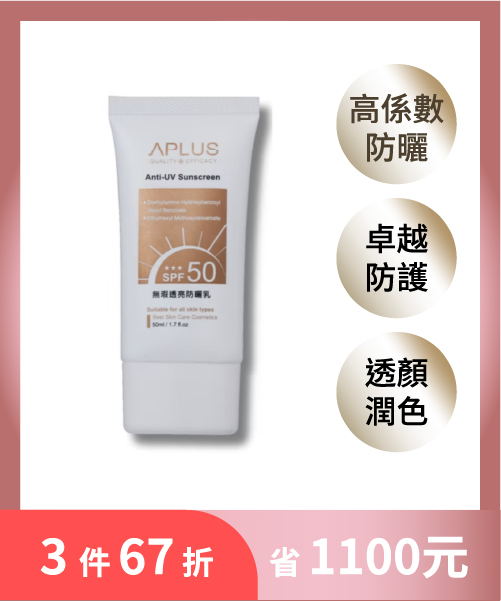 APLUS
QUALITY EFFICACY
Anti-UV Sunscreen
SPF 50
無瑕透亮防曬乳
Suitable for all skin types
50ml / 1.7 fl oz
高係數
防曬
卓越
防護
透顏
潤色
3件67折
省1100元